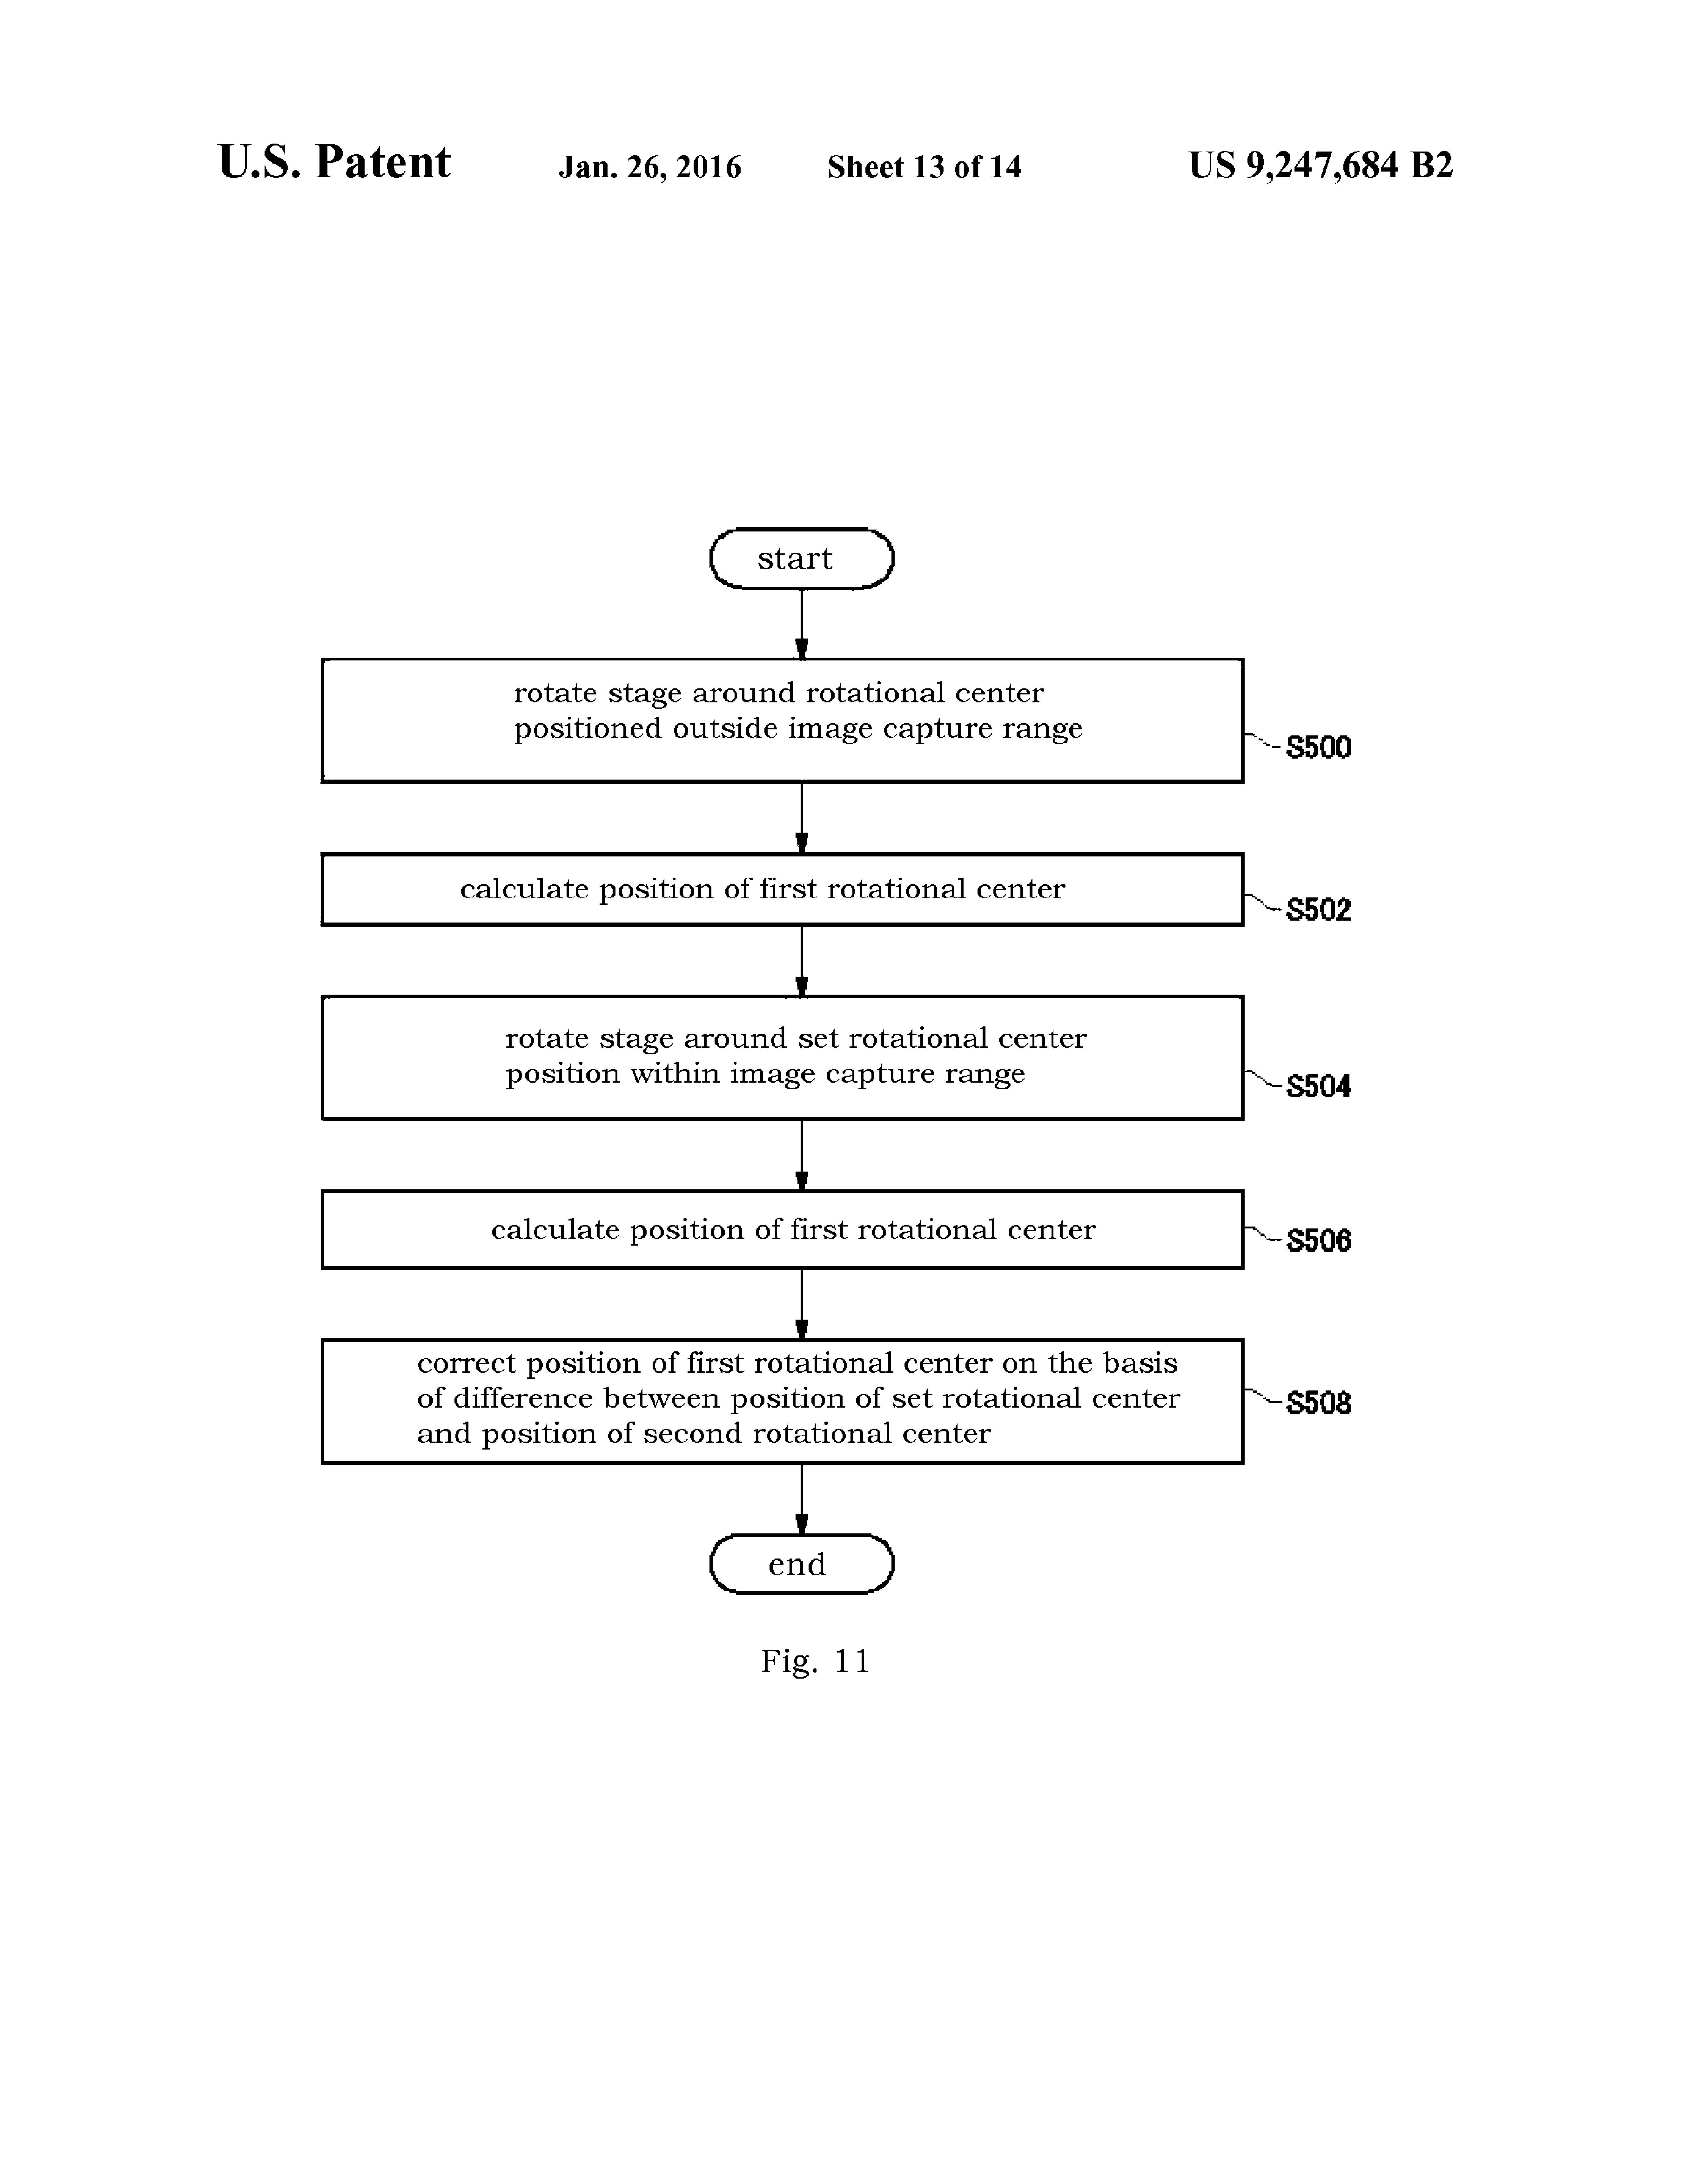 U.S. Patent Jan. 26, 2016 Sheet 13 of 14 US 9,247,684 B2
start
rotate stage around rotational center
positioned outside image capture range
S500
calculate position of first rotational center
S502
rotate stage around set rotational center
position within image capture range
S504
calculate position of first rotational center
S506
correct position of first rotational center on the basis
of difference between position of set rotational center
and position of second rotational center
S508
end
Fig. 11